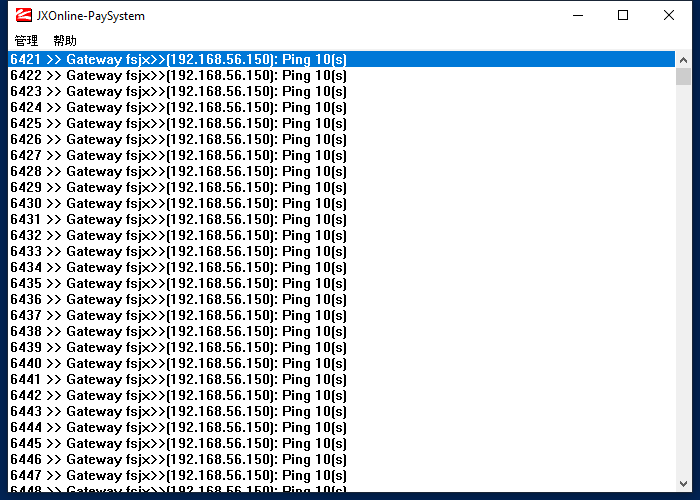 JXOnline-PaySystem
管理 帮助
6421 >> Gateway fsjx>>(192.168.56.150): Ping 10(s)
6422 >> Gateway fsjx>>(192.168.56.150): Ping 10(s)
6423 >> Gateway fsjx>>(192.168.56.150): Ping 10(s)
6424 >> Gateway fsjx>>(192.168.56.150): Ping 10(s)
6425 >> Gateway fsjx>>(192.168.56.150): Ping 10(s)
6426 >> Gateway fsjx>>(192.168.56.150): Ping 10(s)
6427 >> Gateway fsjx>>(192.168.56.150): Ping 10(s)
6428 >> Gateway fsjx>>(192.168.56.150): Ping 10(s)
6429 >> Gateway fsjx>>(192.168.56.150): Ping 10(s)
6430 >> Gateway fsjx>>(192.168.56.150): Ping 10(s)
6431 >> Gateway fsjx>>(192.168.56.150): Ping 10(s)
6432 >> Gateway fsjx>>(192.168.56.150): Ping 10(s)
6433 >> Gateway fsjx>>(192.168.56.150): Ping 10(s)
6434 >> Gateway fsjx>>(192.168.56.150): Ping 10(s)
6435 >> Gateway fsjx>>(192.168.56.150): Ping 10(s)
6436 >> Gateway fsjx>>(192.168.56.150): Ping 10(s)
6437 >> Gateway fsjx>>(192.168.56.150): Ping 10(s)
6438 >> Gateway fsjx>>(192.168.56.150): Ping 10(s)
6439 >> Gateway fsjx>>(192.168.56.150): Ping 10(s)
6440 >> Gateway fsjx>>(192.168.56.150): Ping 10(s)
6441 >> Gateway fsjx>>(192.168.56.150): Ping 10(s)
6442 >> Gateway fsjx>>(192.168.56.150): Ping 10(s)
6443 >> Gateway fsjx>>(192.168.56.150): Ping 10(s)
6444 >> Gateway fsjx>>(192.168.56.150): Ping 10(s)
6445 >> Gateway fsjx>>(192.168.56.150): Ping 10(s)
6446 >> Gateway fsjx>>(192.168.56.150): Ping 10(s)
6447 >> Gateway fsjx>>(192.168.56.150): Ping 10(s)
6448 >> Gateway fsjx>>(192.168.56.150): Ping 10(s)